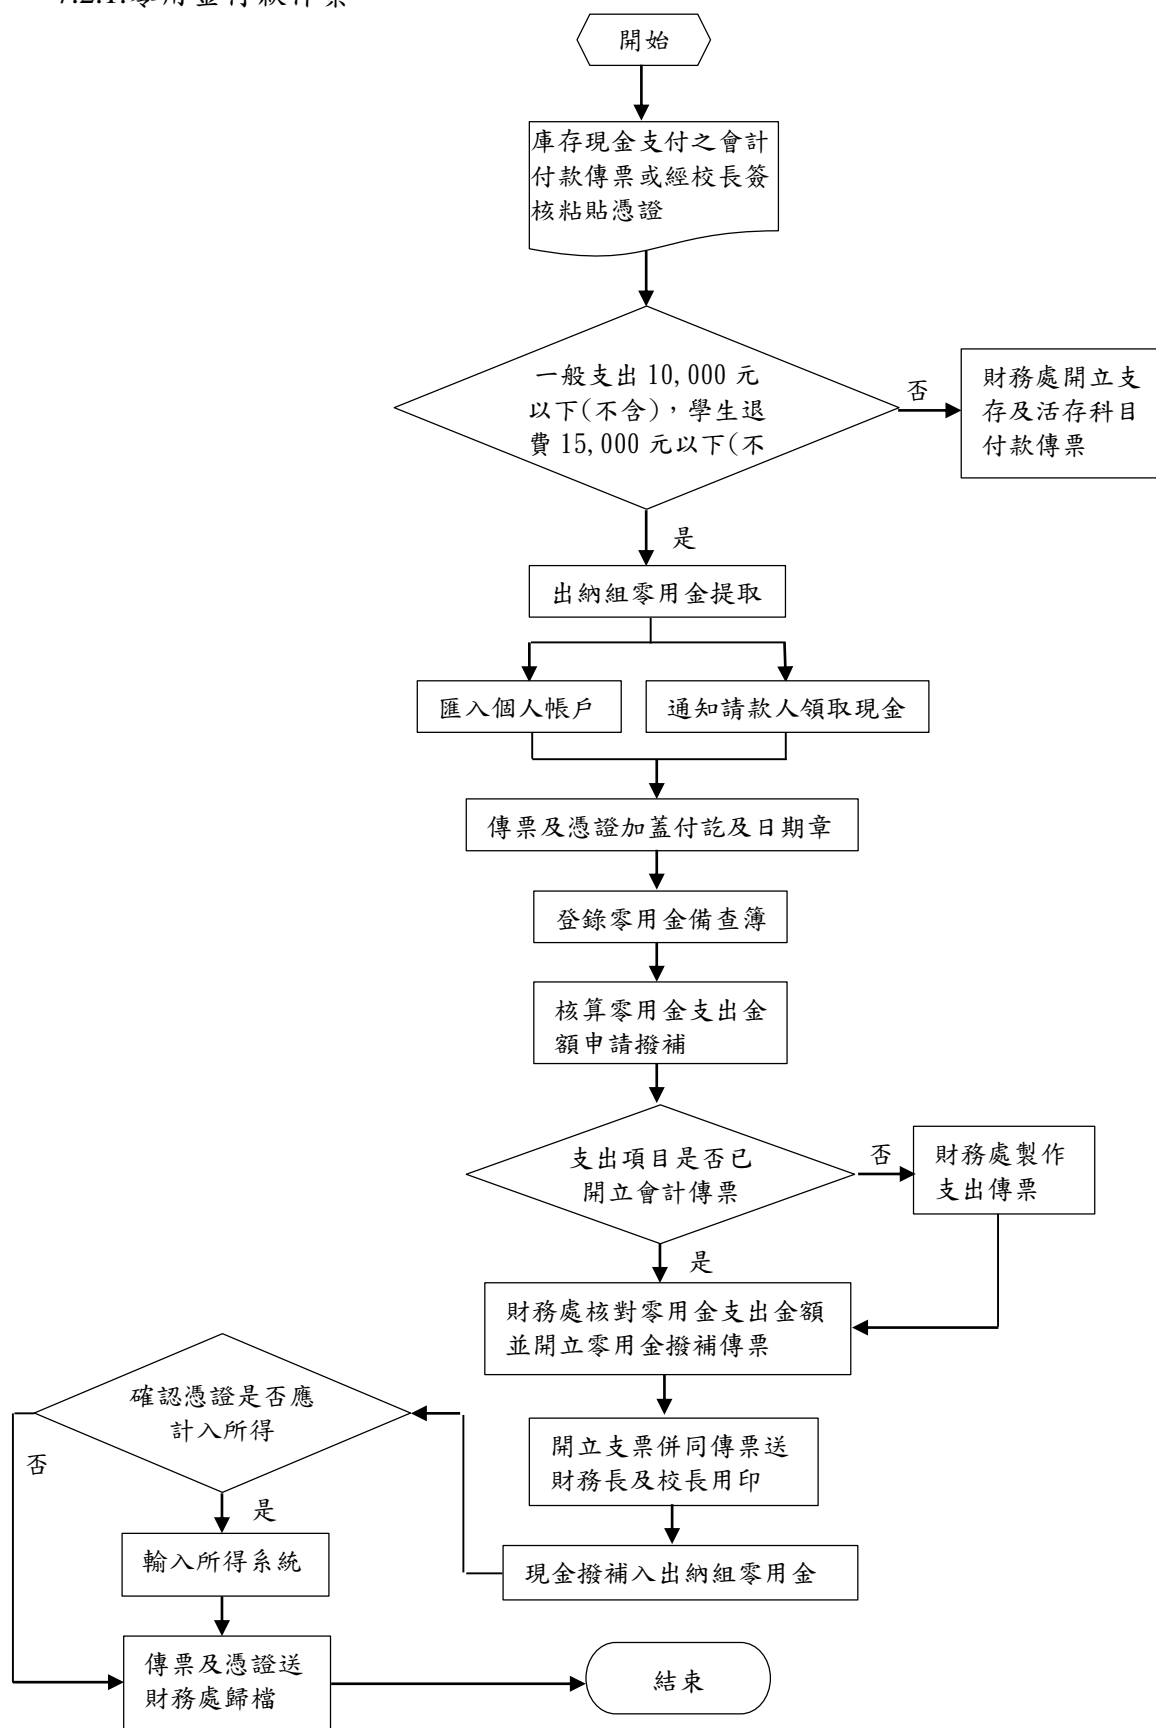 7.2.1.零用金付款作業
開始
庫存現金支付之會計
付款傳票或經校長簽
核粘貼憑證
一般支出 10,000 元
以下(不含)，學生退
費 15,000 元以下(不
否
財務處開立支
存及活存科目
付款傳票
是
出納組零用金提取
匯入個人帳戶
通知請款人領取現金
傳票及憑證加蓋付訖及日期章
登錄零用金備查簿
核算零用金支出金
額申請撥補
支出項目是否已
開立會計傳票
否
財務處製作
支出傳票
是
財務處核對零用金支出金額
並開立零用金撥補傳票
確認憑證是否應
計入所得
開立支票併同傳票送
財務長及校長用印
否
是
輸入所得系統
現金撥補入出納組零用金
傳票及憑證送
財務處歸檔
結束